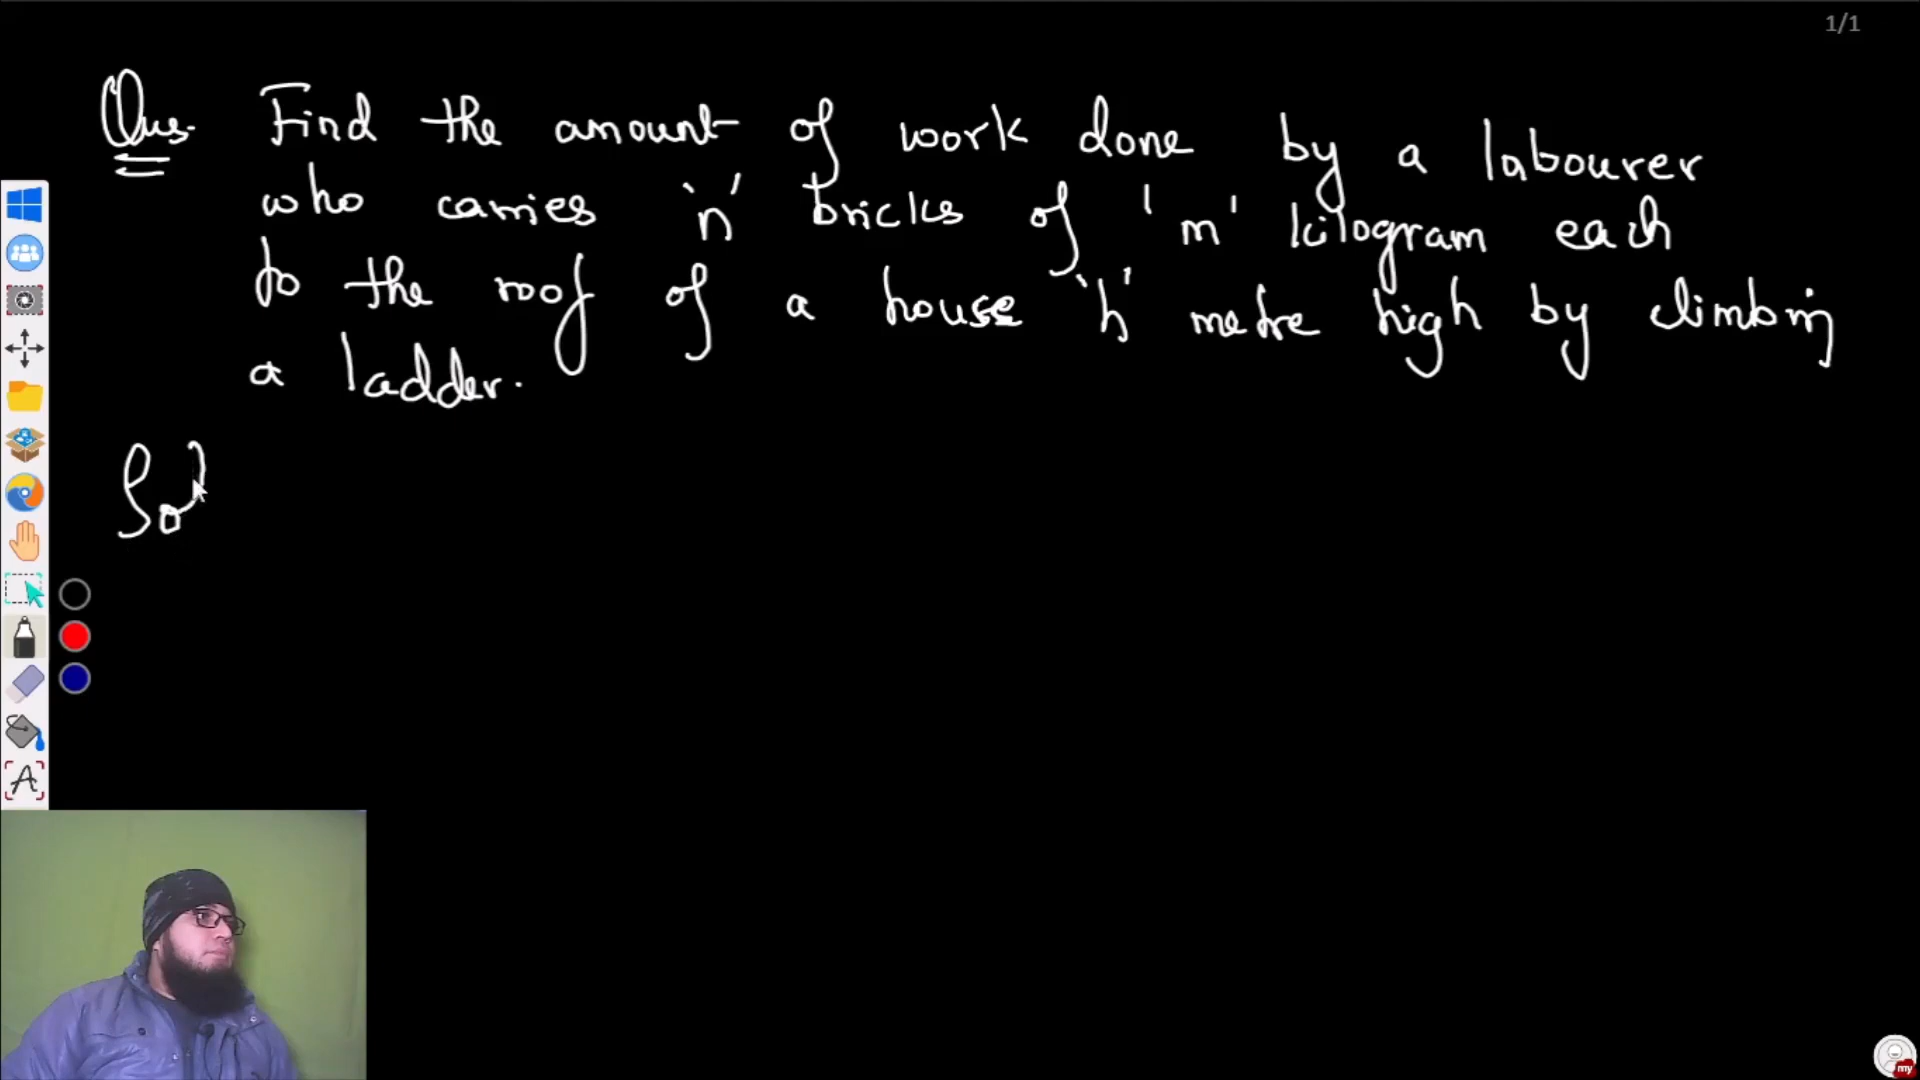 1/1
Ques. Find the amount of work done by a labourer
who carries 'n' bricks of 'm' kilogram each
to the roof of a house 'h' metre high by climbing
a ladder.
Sol
A
my